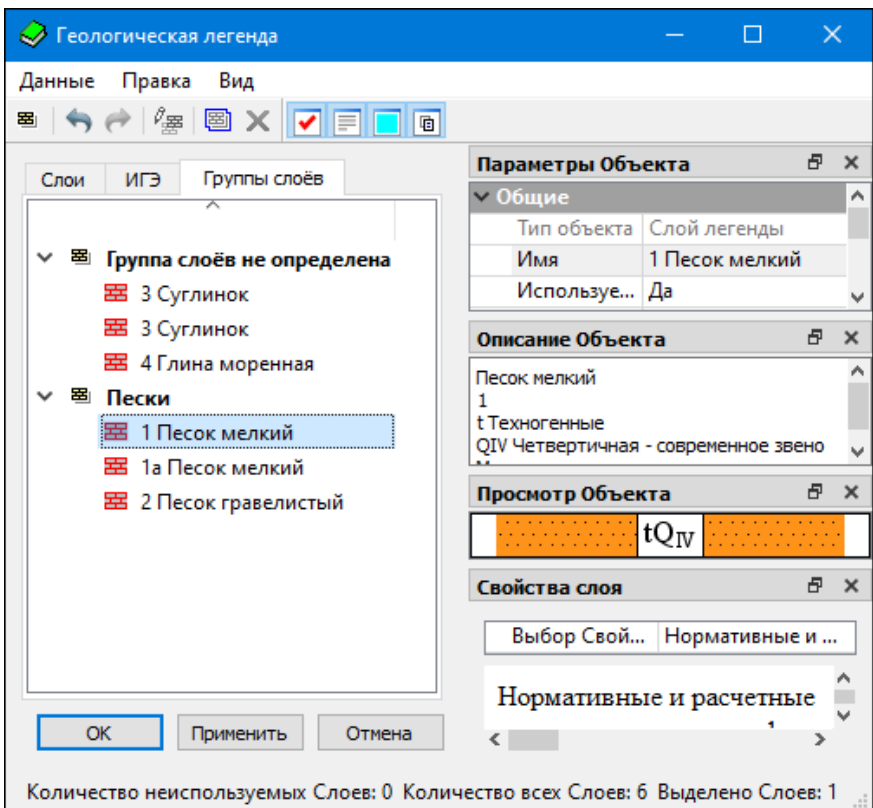 Геологическая легенда
Данные Правка Вид
Слои ИГЭ Группы слоёв
Группа слоёв не определена
3 Суглинок
3 Суглинок
4 Глина моренная
Пески
1 Песок мелкий
1а Песок мелкий
2 Песок гравелистый
OK Применить Отмена
Параметры Объекта
Общие
Тип объекта Слой легенды
Имя 1 Песок мелкий
Используе... Да
Описание Объекта
Песок мелкий
1
t Техногенные
QIV Четвертичная - современное звено
Просмотр Объекта
tQIV
Свойства слоя
Выбор Свой... Нормативные и ...
Нормативные и расчетные
Количество неиспользуемых Слоев: 0 Количество всех Слоев: 6 Выделено Слоев: 1